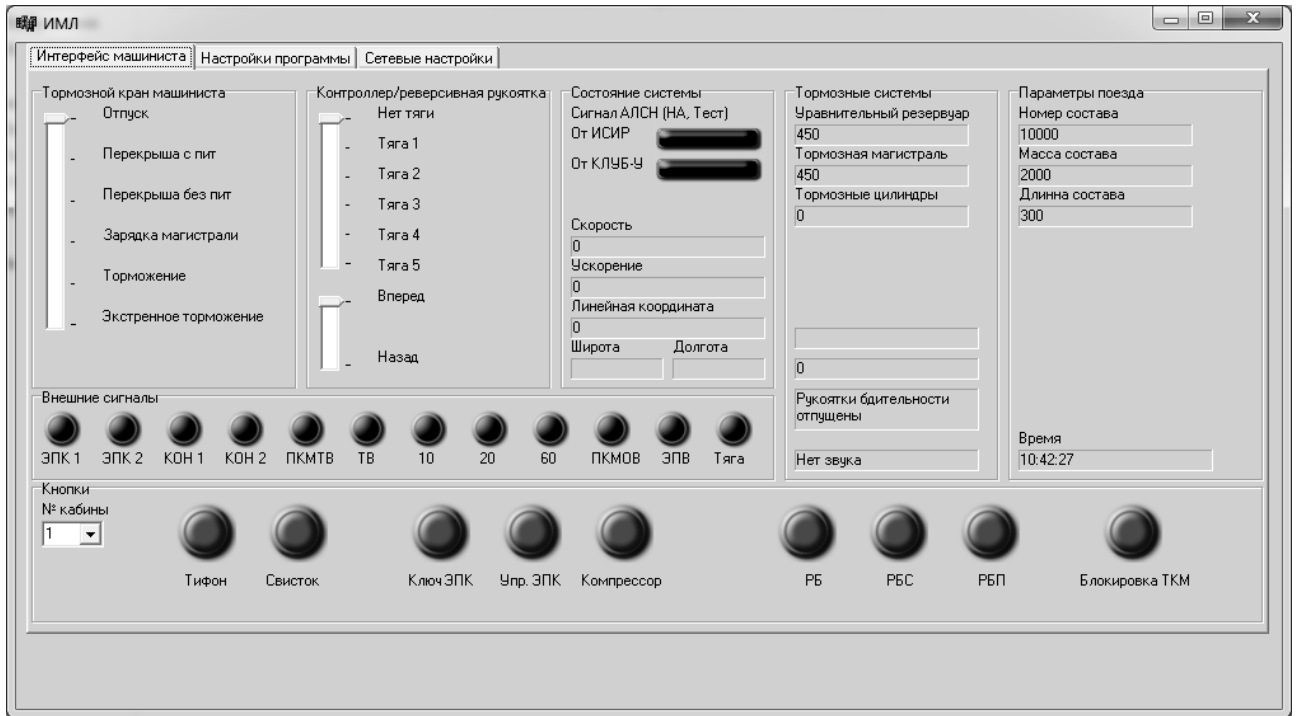 ИМЛ
Интерфейс машиниста Настройки программы Сетевые настройки
Тормозной кран машиниста
Отпуск
Перекрыша с пит
Перекрыша без пит
Зарядка магистрали
Торможение
Экстренное торможение
Контроллер/реверсивная рукоятка
Нет тяги
Тяга 1
Тяга 2
Тяга 3
Тяга 4
Тяга 5
Вперед
Назад
Состояние системы
Сигнал АЛСН (НА, Тест)
От ИСИР
От КЛУБ-У
Скорость
0
Ускорение
0
Линейная координата
0
Широта Долгота
Тормозные системы
Уравнительный резервуар
450
Тормозная магистраль
450
Тормозные цилиндры
0
0
Рукоятки бдительности
отпущены
Нет звука
Параметры поезда
Номер состава
10000
Масса состава
2000
Длинна состава
300
Время
10:42:27
Внешние сигналы
ЭПК 1 ЭПК 2 КОН 1 КОН 2 ПКМТВ ТВ 10 20 60 ПКМОВ ЭПВ Тяга
Кнопки
№ кабины
1
Тифон Свисток Ключ ЭПК Упр. ЭПК Компрессор РБ РБС РБП Блокировка ТКМ